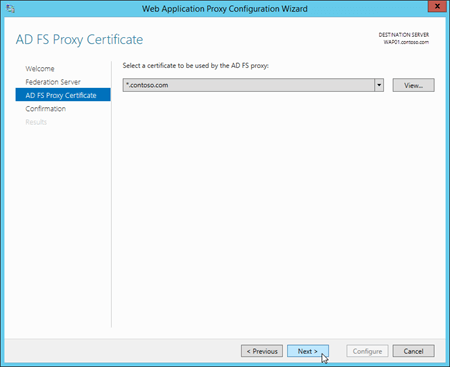 Web Application Proxy Configuration Wizard
x
AD FS Proxy Certificate
DESTINATION SERVER
WAP01.contoso.com
Welcome
Federation Server
AD FS Proxy Certificate
Confirmation
Results
Select a certificate to be used by the AD FS proxy:
*.contoso.com
View...
< Previous
Next >
Configure
Cancel